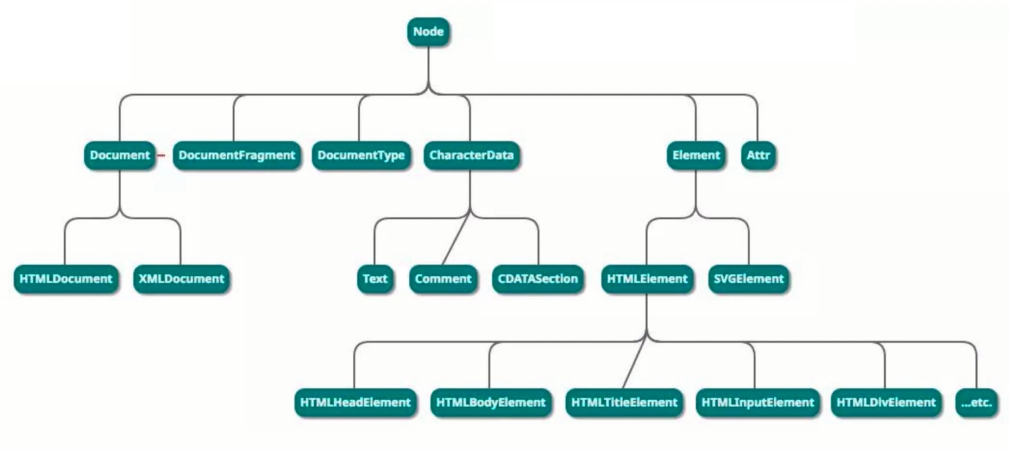 Node
Document DocumentFragment DocumentType CharacterData Element Attr
HTMLDocument XMLDocument Text Comment CDATASection HTMLElement SVGElement
HTMLHeadElement HTMLBodyElement HTMLTitleElement HTMLInputElement HTMLDivElement ...etc.